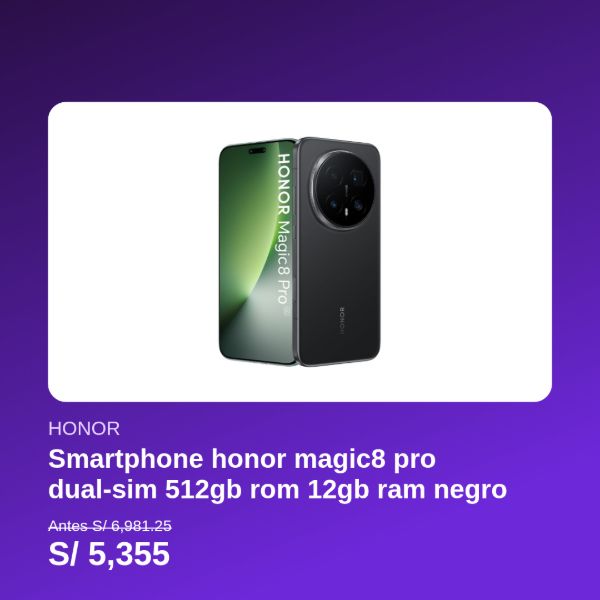 HONOR Magic8 Pro
HONOR
HONOR
Smartphone honor magic8 pro
dual-sim 512gb rom 12gb ram negro
Antes S/ 6,981.25
S/ 5,355